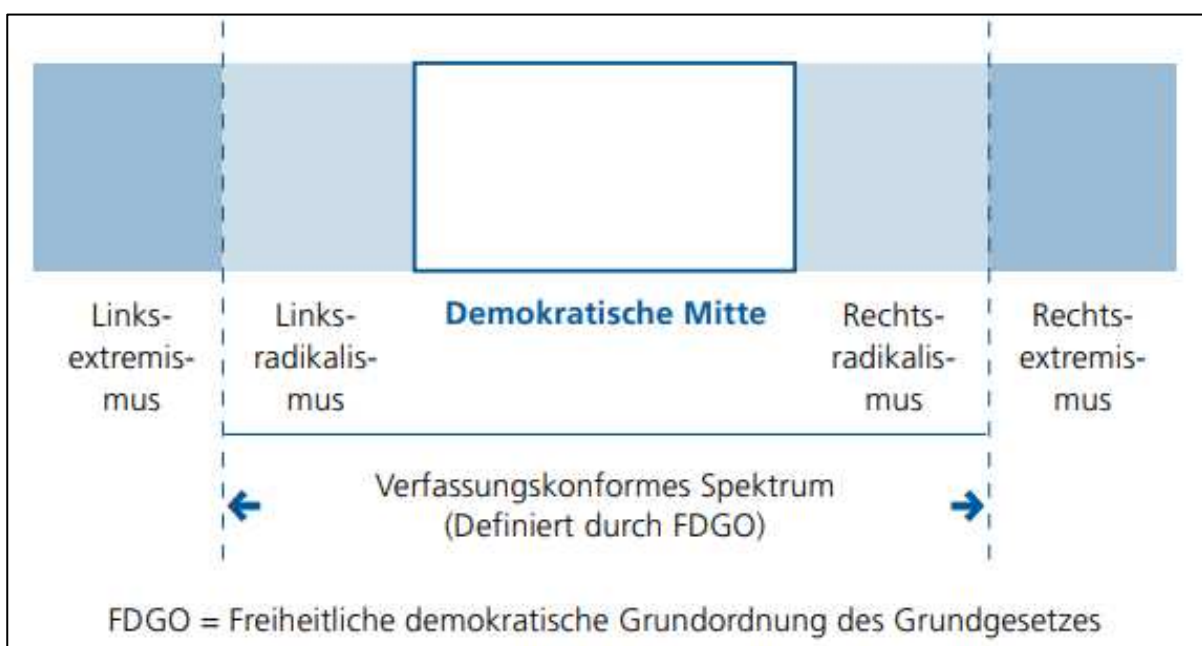 Links-
extremis-
mus
Links-
radikalis-
mus
Demokratische Mitte
Rechts-
radikalis-
mus
Rechts-
extremis-
mus
Verfassungskonformes Spektrum
(Definiert durch FDGO)
FDGO = Freiheitliche demokratische Grundordnung des Grundgesetzes